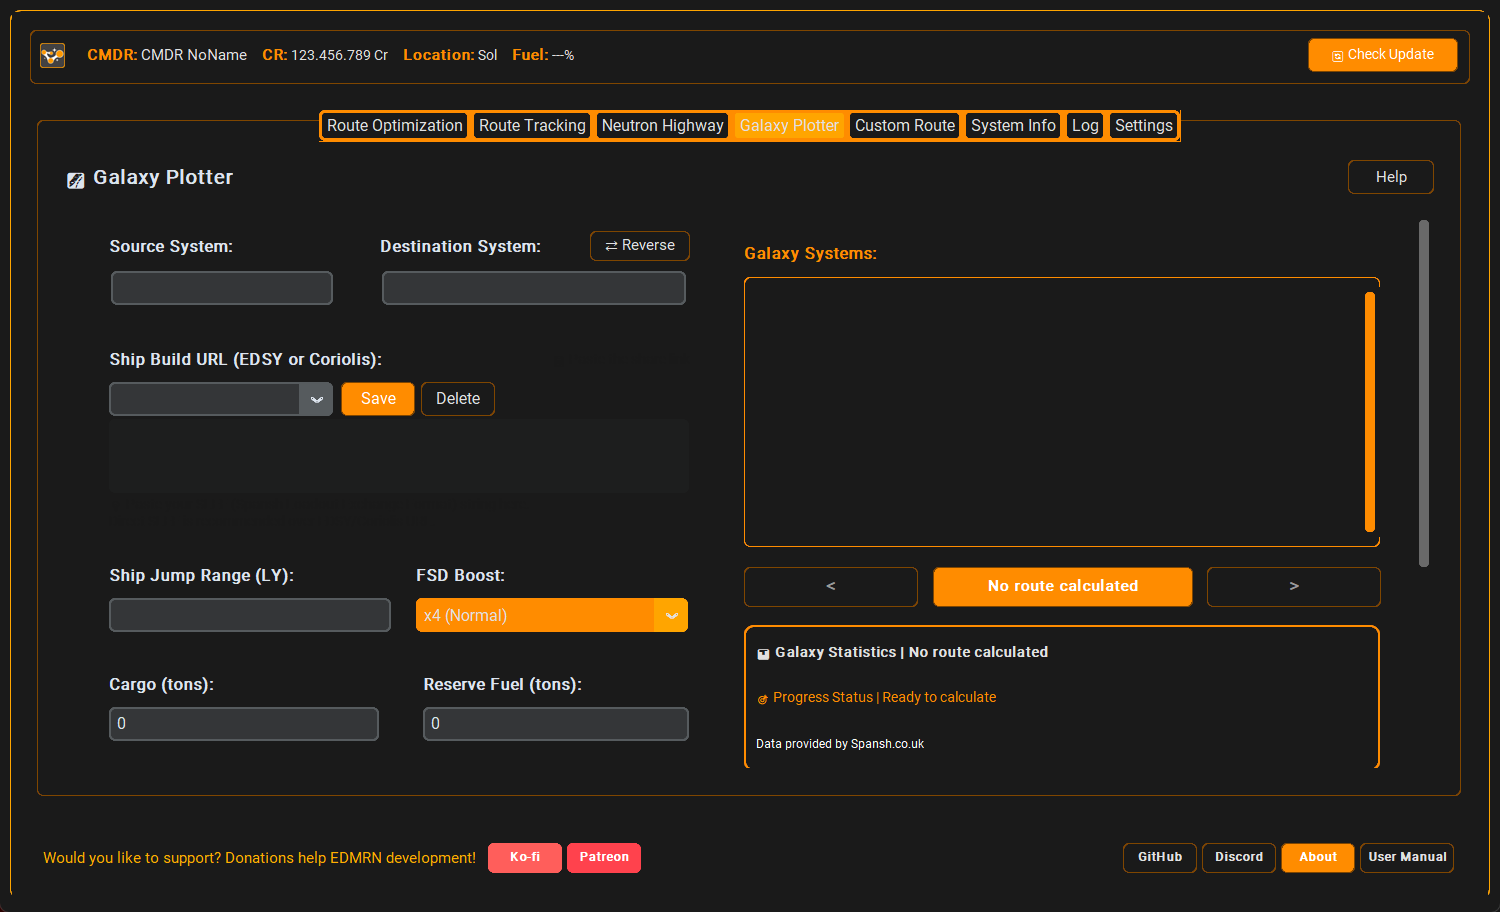 CMDR: CMDR NoName CR: 123.456.789 Cr Location: Sol Fuel: ---%
Check Update
Route Optimization Route Tracking Neutron Highway Galaxy Plotter Custom Route System Info Log Settings
Galaxy Plotter
Help
Source System:
Destination System:
⇄ Reverse
Ship Build URL (EDSY or Coriolis):
Save
Delete
Ship Jump Range (LY):
FSD Boost:
x4 (Normal)
Cargo (tons):
Reserve Fuel (tons):
0
0
Galaxy Systems:
<
No route calculated
>
Galaxy Statistics | No route calculated
Progress Status | Ready to calculate
Data provided by Spansh.co.uk
Would you like to support? Donations help EDMRN development!
Ko-fi
Patreon
GitHub
Discord
About
User Manual